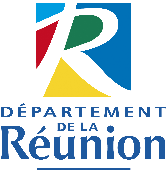 R
DÉPARTEMENT
DE LA
Réunion